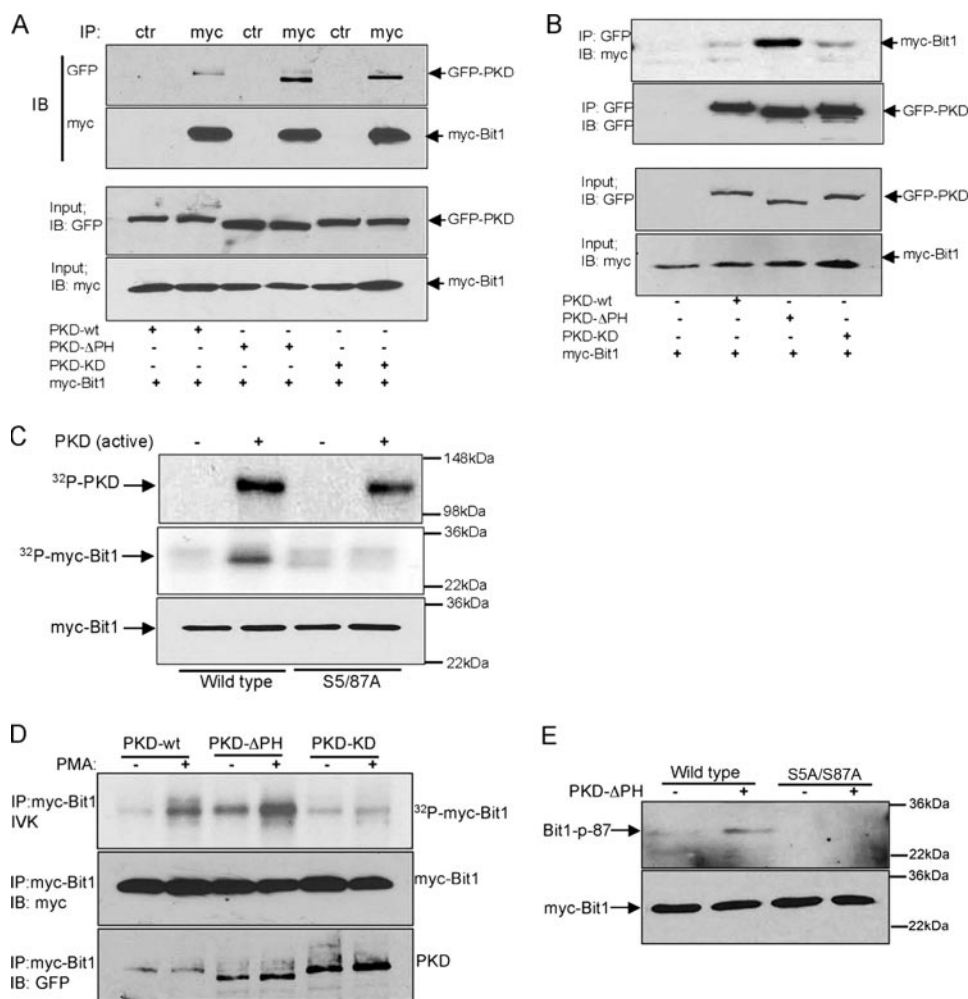 A
IP: ctr myc ctr myc ctr myc
IB
GFP
GFP-PKD
myc
myc-Bit1
Input;
IB: GFP
GFP-PKD
Input;
IB: myc
myc-Bit1
PKD-wt + + - - - -
PKD-ΔPH - - + + - -
PKD-KD - - - - + +
myc-Bit1 + + + + + +
B
IP: GFP
IB: myc
myc-Bit1
IP: GFP
IB: GFP
GFP-PKD
Input;
IB: GFP
GFP-PKD
Input;
IB: myc
myc-Bit1
PKD-wt - + - -
PKD-ΔPH - - + -
PKD-KD - - - +
myc-Bit1 + + + +
C
PKD (active) - + - +
148kDa
32P-PKD
98kDa
36kDa
32P-myc-Bit1
22kDa
36kDa
myc-Bit1
22kDa
Wild type S5/87A
D
PKD-wt PKD-ΔPH PKD-KD
PMA: - + - + - +
IP:myc-Bit1
IVK
32P-myc-Bit1
IP:myc-Bit1
IB: myc
myc-Bit1
IP:myc-Bit1
IB: GFP
PKD
E
Wild type S5A/S87A
PKD-ΔPH - + - +
36kDa
Bit1-p-87
22kDa
36kDa
myc-Bit1
22kDa